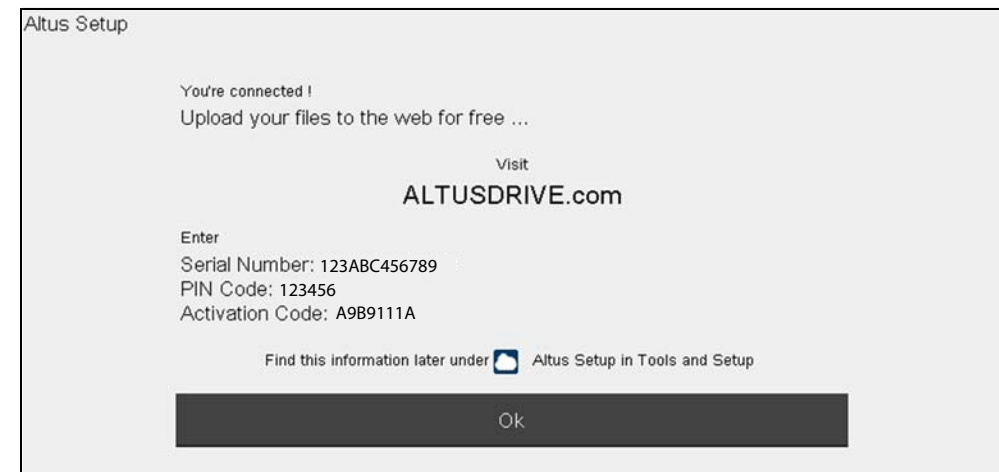 Altus Setup
You're connected !
Upload your files to the web for free ...
Visit
ALTUSDRIVE.com
Enter
Serial Number: 123ABC456789
PIN Code: 123456
Activation Code: A9B9111A
Find this information later under Altus Setup in Tools and Setup
Ok